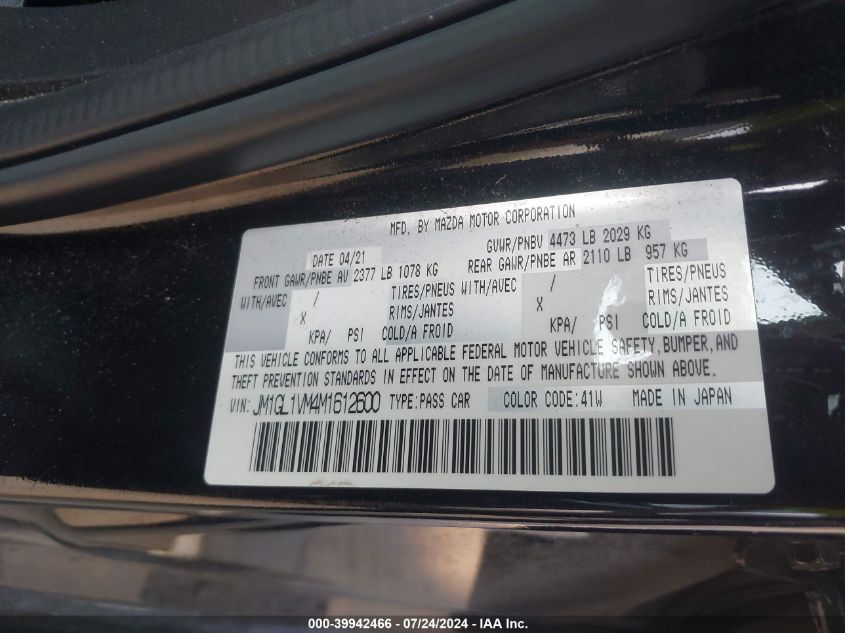 MFD. BY MAZDA MOTOR CORPORATION
DATE 04/21 GVWR/PNBV 4473 LB 2029 KG
FRONT GAWR/PNBE AV 2377 LB 1078 KG REAR GAWR/PNBE AR 2110 LB 957 KG
WITH/AVEC / TIRES/PNEUS WITH/AVEC / TIRES/PNEUS
X RIMS/JANTES X RIMS/JANTES
KPA/ PSI COLD/A FROID KPA/ PSI COLD/A FROID
THIS VEHICLE CONFORMS TO ALL APPLICABLE FEDERAL MOTOR VEHICLE SAFETY, BUMPER, AND
THEFT PREVENTION STANDARDS IN EFFECT ON THE DATE OF MANUFACTURE SHOWN ABOVE.
VIN: JM1GL1VM4M1612600 TYPE:PASS CAR COLOR CODE:41W MADE IN JAPAN
000-39942466 - 07/24/2024 - IAA Inc.